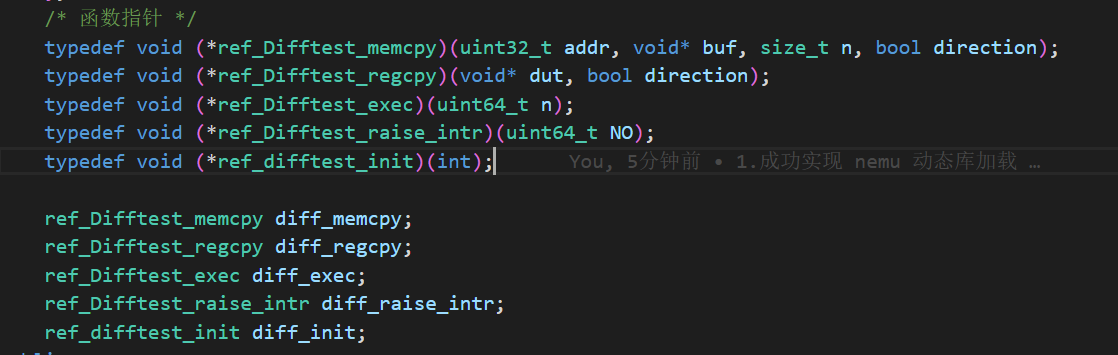 /* 函数指针 */
typedef void (*ref_Difftest_memcpy)(uint32_t addr, void* buf, size_t n, bool direction);
typedef void (*ref_Difftest_regcpy)(void* dut, bool direction);
typedef void (*ref_Difftest_exec)(uint64_t n);
typedef void (*ref_Difftest_raise_intr)(uint64_t NO);
typedef void (*ref_difftest_init)(int);    You, 5分钟前 • 1.成功实现 nemu 动态库加载 …
ref_Difftest_memcpy diff_memcpy;
ref_Difftest_regcpy diff_regcpy;
ref_Difftest_exec diff_exec;
ref_Difftest_raise_intr diff_raise_intr;
ref_difftest_init diff_init;